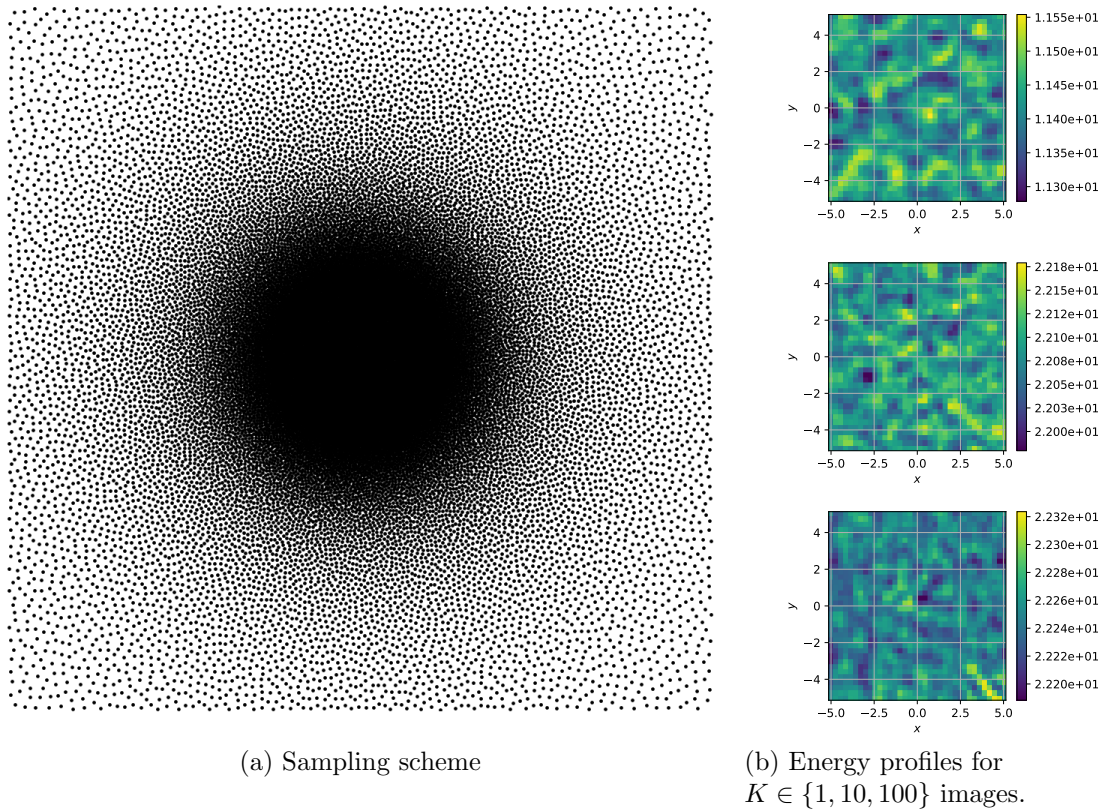 1.155e+01
1.150e+01
1.145e+01
1.140e+01
1.135e+01
1.130e+01
4
2
0
−2
−4
y
−5.0 −2.5 0.0 2.5 5.0
x
2.218e+01
2.215e+01
2.212e+01
2.210e+01
2.208e+01
2.205e+01
2.203e+01
2.200e+01
4
2
0
−2
−4
y
−5.0 −2.5 0.0 2.5 5.0
x
2.232e+01
2.230e+01
2.228e+01
2.226e+01
2.224e+01
2.222e+01
2.220e+01
4
2
0
−2
−4
y
−5.0 −2.5 0.0 2.5 5.0
x
(a) Sampling scheme
(b) Energy profiles for
K ∈ {1, 10, 100} images.